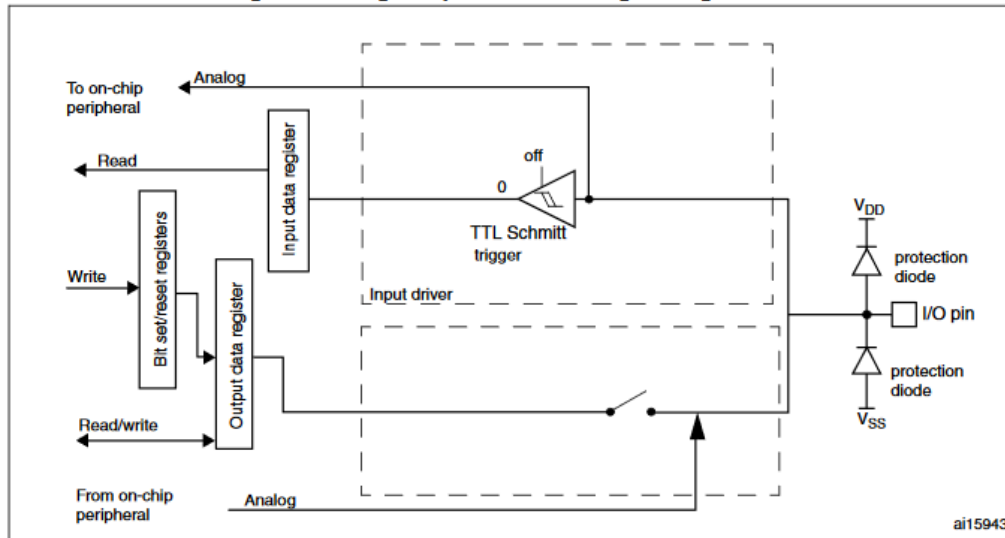 Analog
To on-chip
peripheral
Read
Input data register
off
0
TTL Schmitt
trigger
Input driver
VDD
protection
diode
I/O pin
protection
diode
VSS
Write
Bit set/reset registers
Output data register
Read/write
From on-chip
peripheral
Analog
ai15943